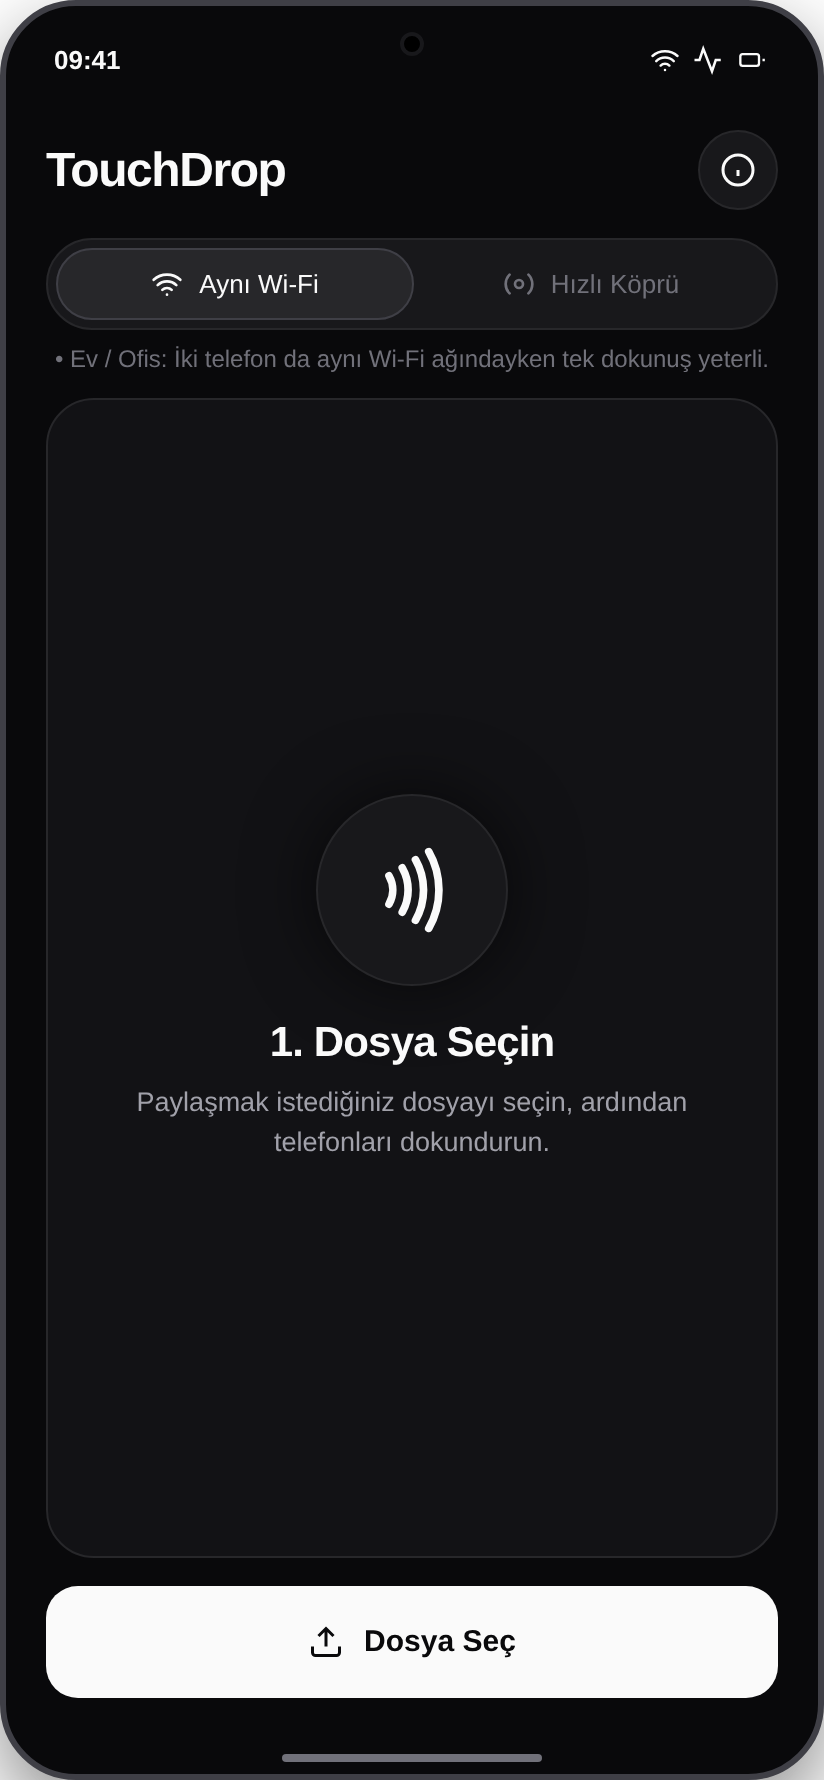 09:41
TouchDrop
Aynı Wi-Fi
Hızlı Köprü
• Ev / Ofis: İki telefon da aynı Wi-Fi ağındayken tek dokunuş yeterli.
1. Dosya Seçin
Paylaşmak istediğiniz dosyayı seçin, ardından
telefonları dokundurun.
Dosya Seç